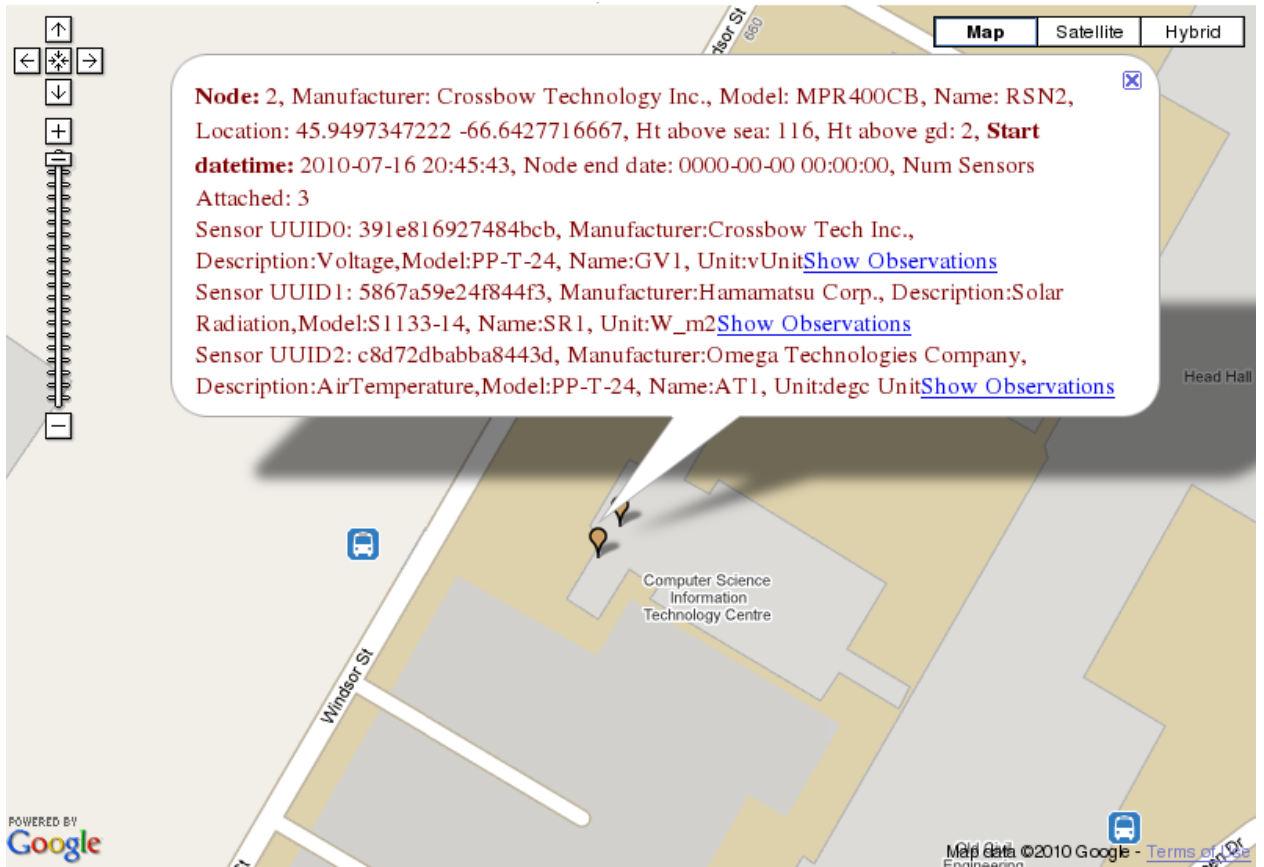 dsor St
660
Map
Satellite
Hybrid
Node: 2, Manufacturer: Crossbow Technology Inc., Model: MPR400CB, Name: RSN2,
Location: 45.9497347222 -66.6427716667, Ht above sea: 116, Ht above gd: 2, Start
datetime: 2010-07-16 20:45:43, Node end date: 0000-00-00 00:00:00, Num Sensors
Attached: 3
Sensor UUID0: 391e816927484bcb, Manufacturer:Crossbow Tech Inc.,
Description:Voltage,Model:PP-T-24, Name:GV1, Unit:vUnitShow Observations
Sensor UUID1: 5867a59e24f844f3, Manufacturer:Hamamatsu Corp., Description:Solar
Radiation,Model:S1133-14, Name:SR1, Unit:W_m2Show Observations
Sensor UUID2: c8d72dbabba8443d, Manufacturer:Omega Technologies Company,
Description:AirTemperature,Model:PP-T-24, Name:AT1, Unit:degc UnitShow Observations
Head Hall
Computer Science
Information
Technology Centre
Windsor St
St
POWERED BY
Google
Map data ©2010 Google - Terms of Use
Engineering